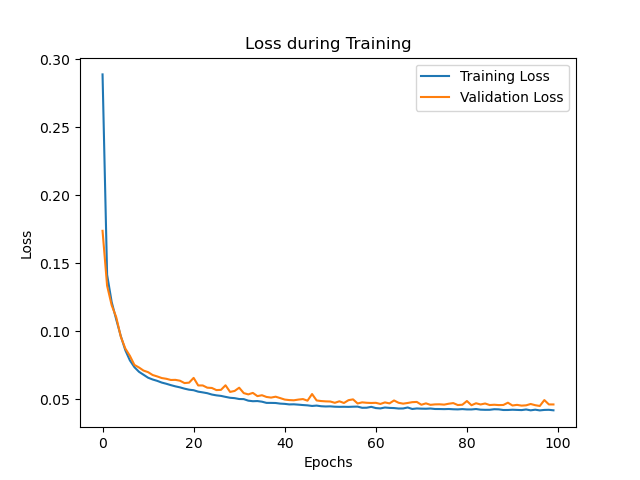 Loss during Training
Training Loss
Validation Loss
Loss
0.30
0.25
0.20
0.15
0.10
0.05
0 20 40 60 80 100
Epochs